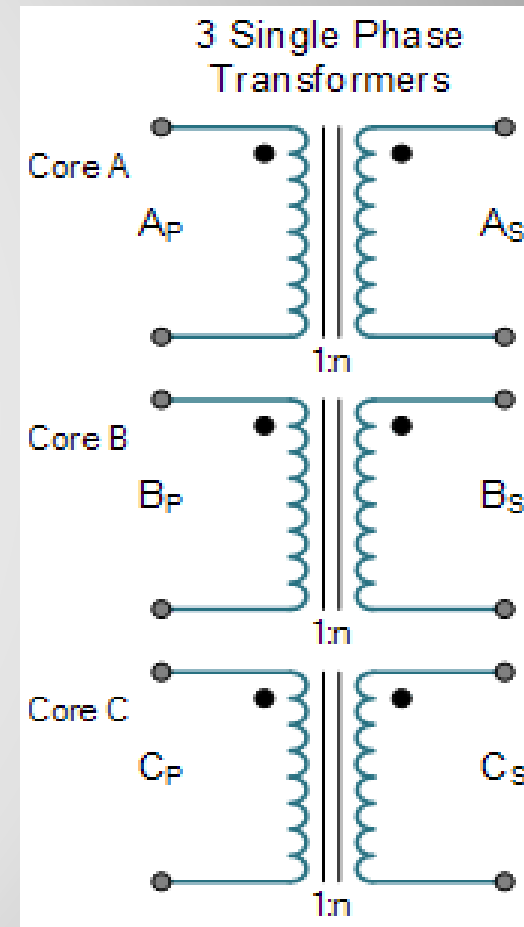 3 Single Phase
Transformers
Core A
AP
AS
1:n
Core B
BP
BS
1:n
Core C
CP
CS
1:n